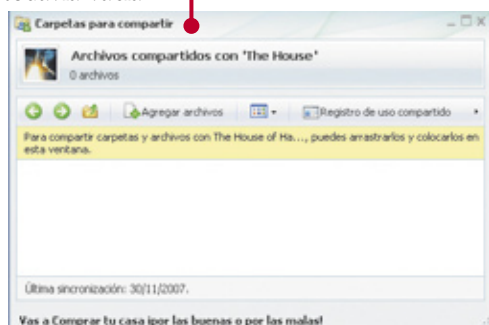 Carpetas para compartir
Archivos compartidos con 'The House'
0 archivos
Agregar archivos
Registro de uso compartido
Para compartir carpetas y archivos con The House of Ha..., puedes arrastrarlos y colocarlos en
esta ventana.
Última sincronización: 30/11/2007.
Vas a Comprar tu casa ¡por las buenas o por las malas!